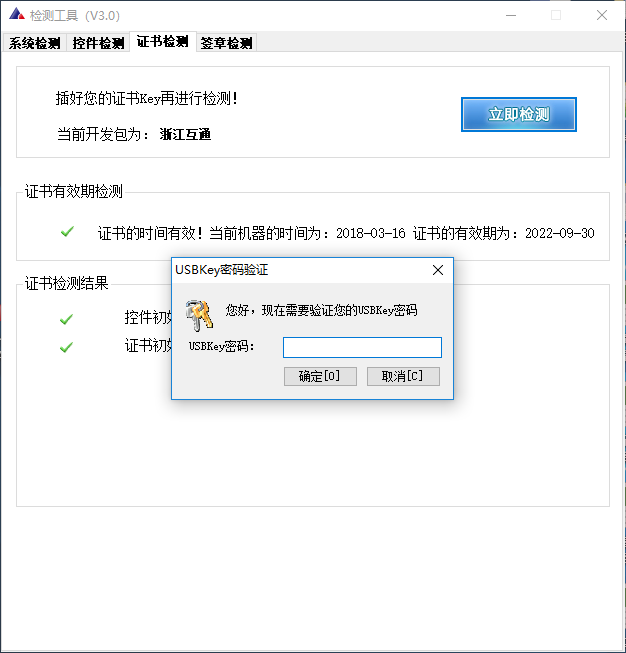 检测工具（V3.0）
系统检测 控件检测 证书检测 签章检测
插好您的证书Key再进行检测！
立即检测
当前开发包为： 浙江互通
证书有效期检测
证书的时间有效！当前机器的时间为：2018-03-16 证书的有效期为：2022-09-30
证书检测结果
控件初
证书初
USBKey密码验证
您好，现在需要验证您的USBKey密码
USBKey密码：
确定[O] 取消[C]